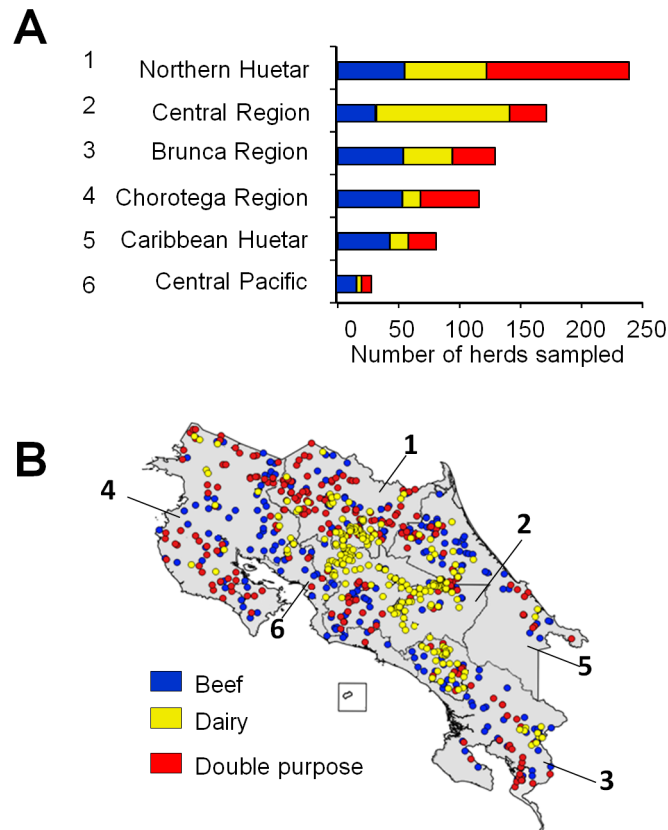 A
1 Northern Huetar
2 Central Region
3 Brunca Region
4 Chorotega Region
5 Caribbean Huetar
6 Central Pacific
0 50 100 150 200 250
Number of herds sampled
B
1
4
2
6
5
Beef
Dairy
Double purpose
3